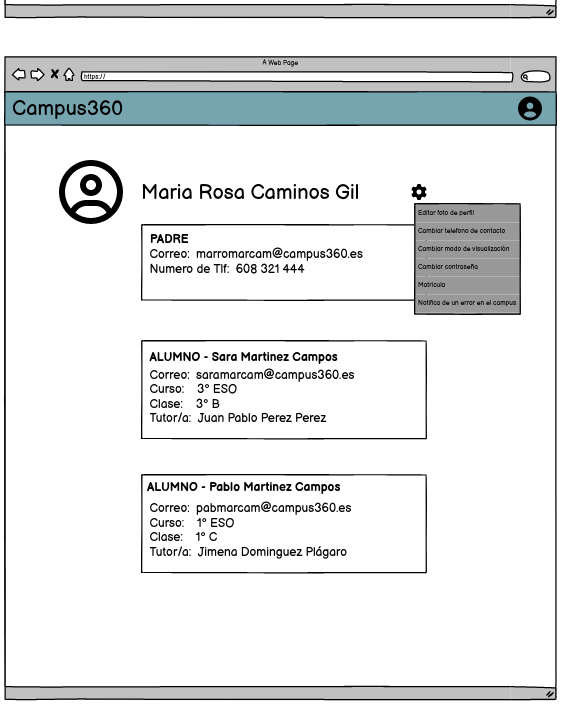 A Web Page
https://
Campus360
Maria Rosa Caminos Gil
Editar foto de perfil
Cambiar telefono de contacto
Cambiar modo de visualización
Cambiar contraseña
Matricula
Notifica de un error en el campus
PADRE
Correo: marromarcam@campus360.es
Numero de Tlf: 608 321 444
ALUMNO - Sara Martinez Campos
Correo: saramarcam@campus360.es
Curso: 3º ESO
Clase: 3º B
Tutor/a: Juan Pablo Perez Perez
ALUMNO - Pablo Martinez Campos
Correo: pabmarcam@campus360.es
Curso: 1º ESO
Clase: 1º C
Tutor/a: Jimena Dominguez Plágaro